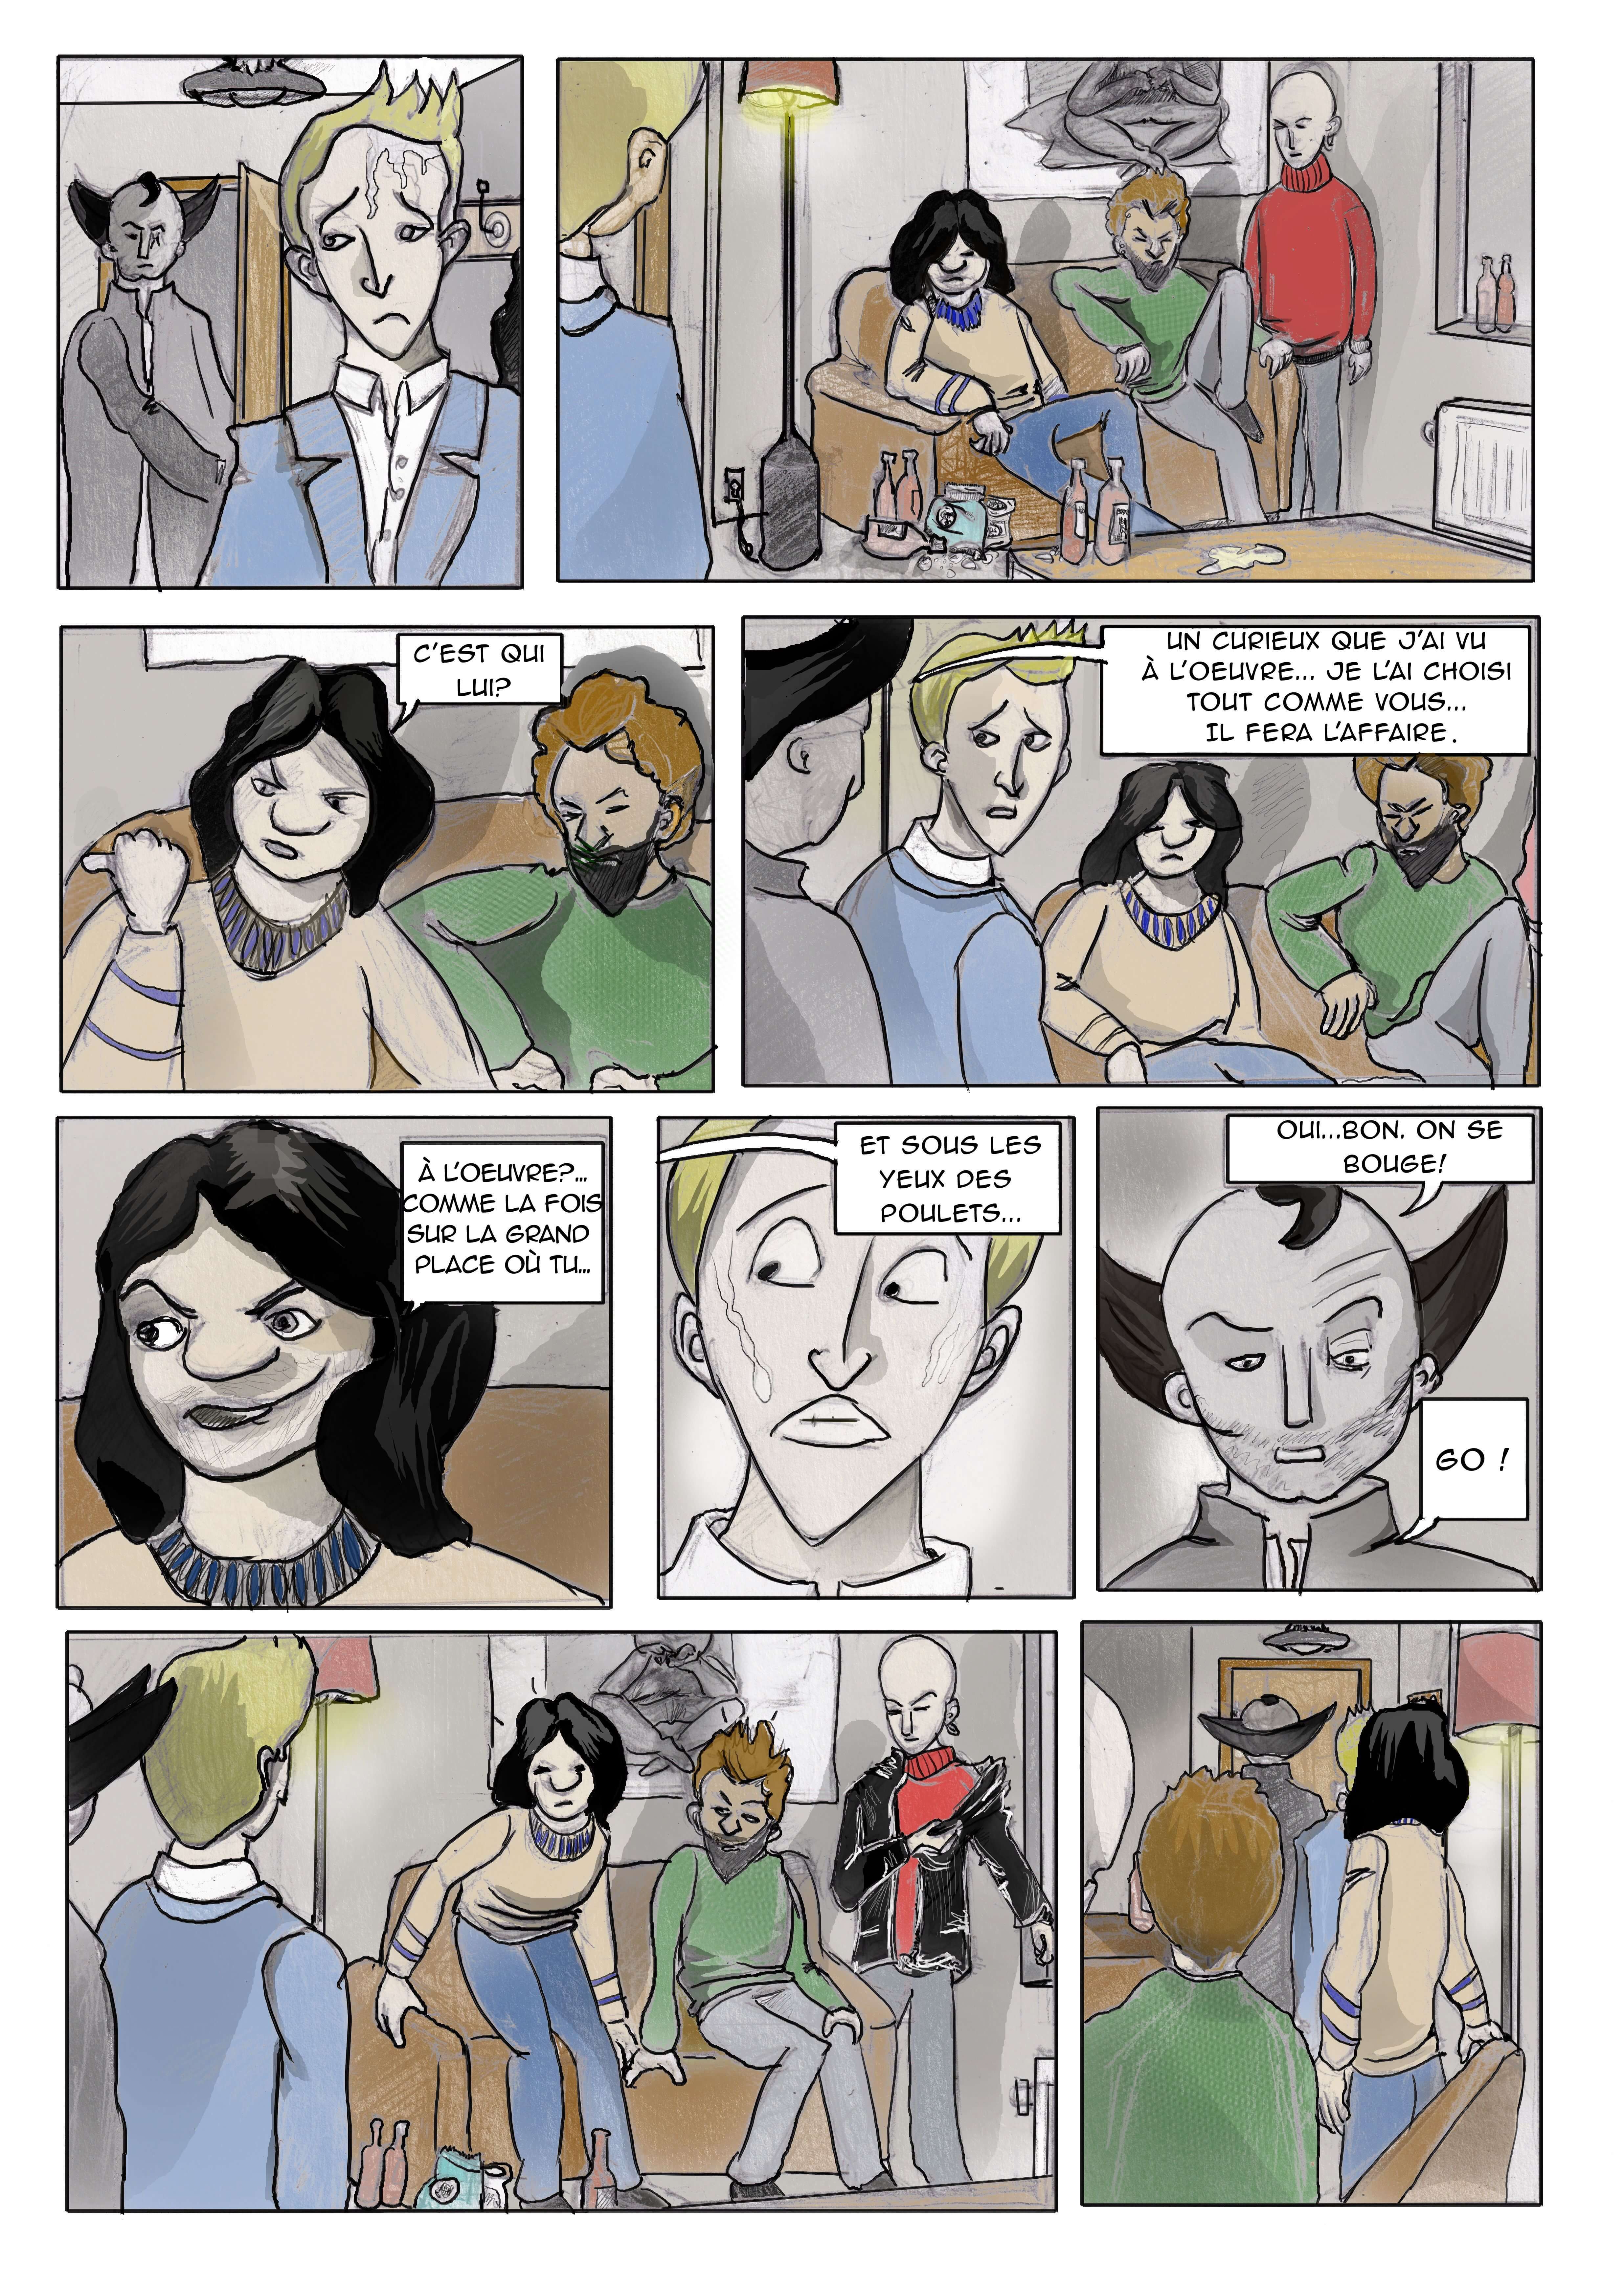 C'EST QUI
LUI?
UN CURIEUX QUE J'AI VU
À L'OEUVRE... JE L'AI CHOISI
TOUT COMME VOUS...
IL FERA L'AFFAIRE.
À L'OEUVRE?...
COMME LA FOIS
SUR LA GRAND
PLACE OÙ TU...
ET SOUS LES
YEUX DES
POULETS...
OUI...BON. ON SE
BOUGE!
GO !